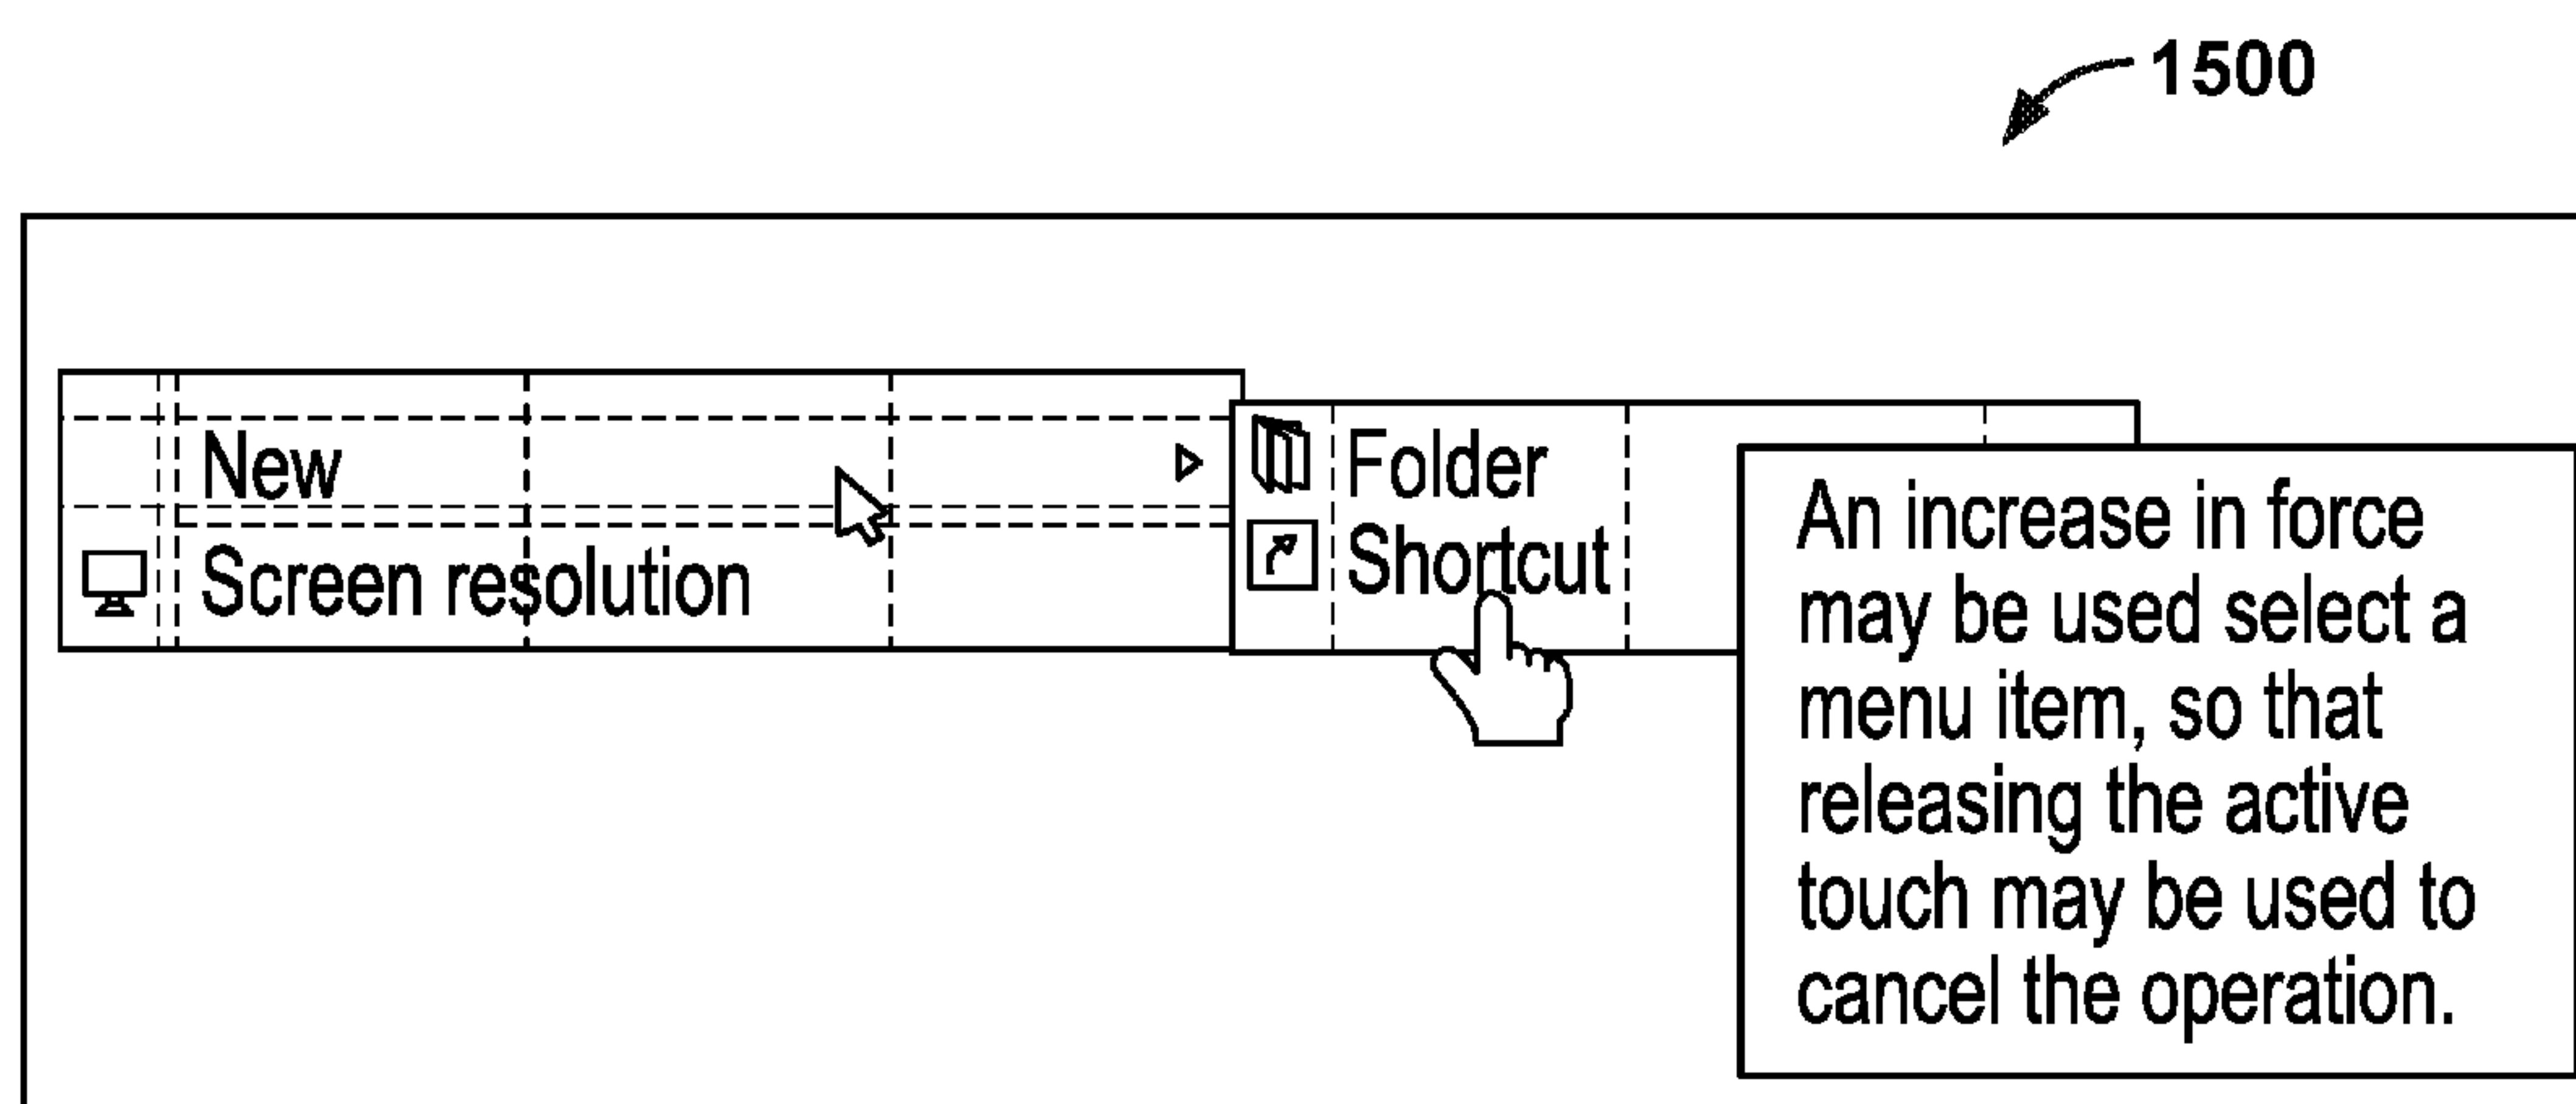 1500
New
Screen resolution
Folder
Shortcut
An increase in force
may be used select a
menu item, so that
releasing the active
touch may be used to
cancel the operation.